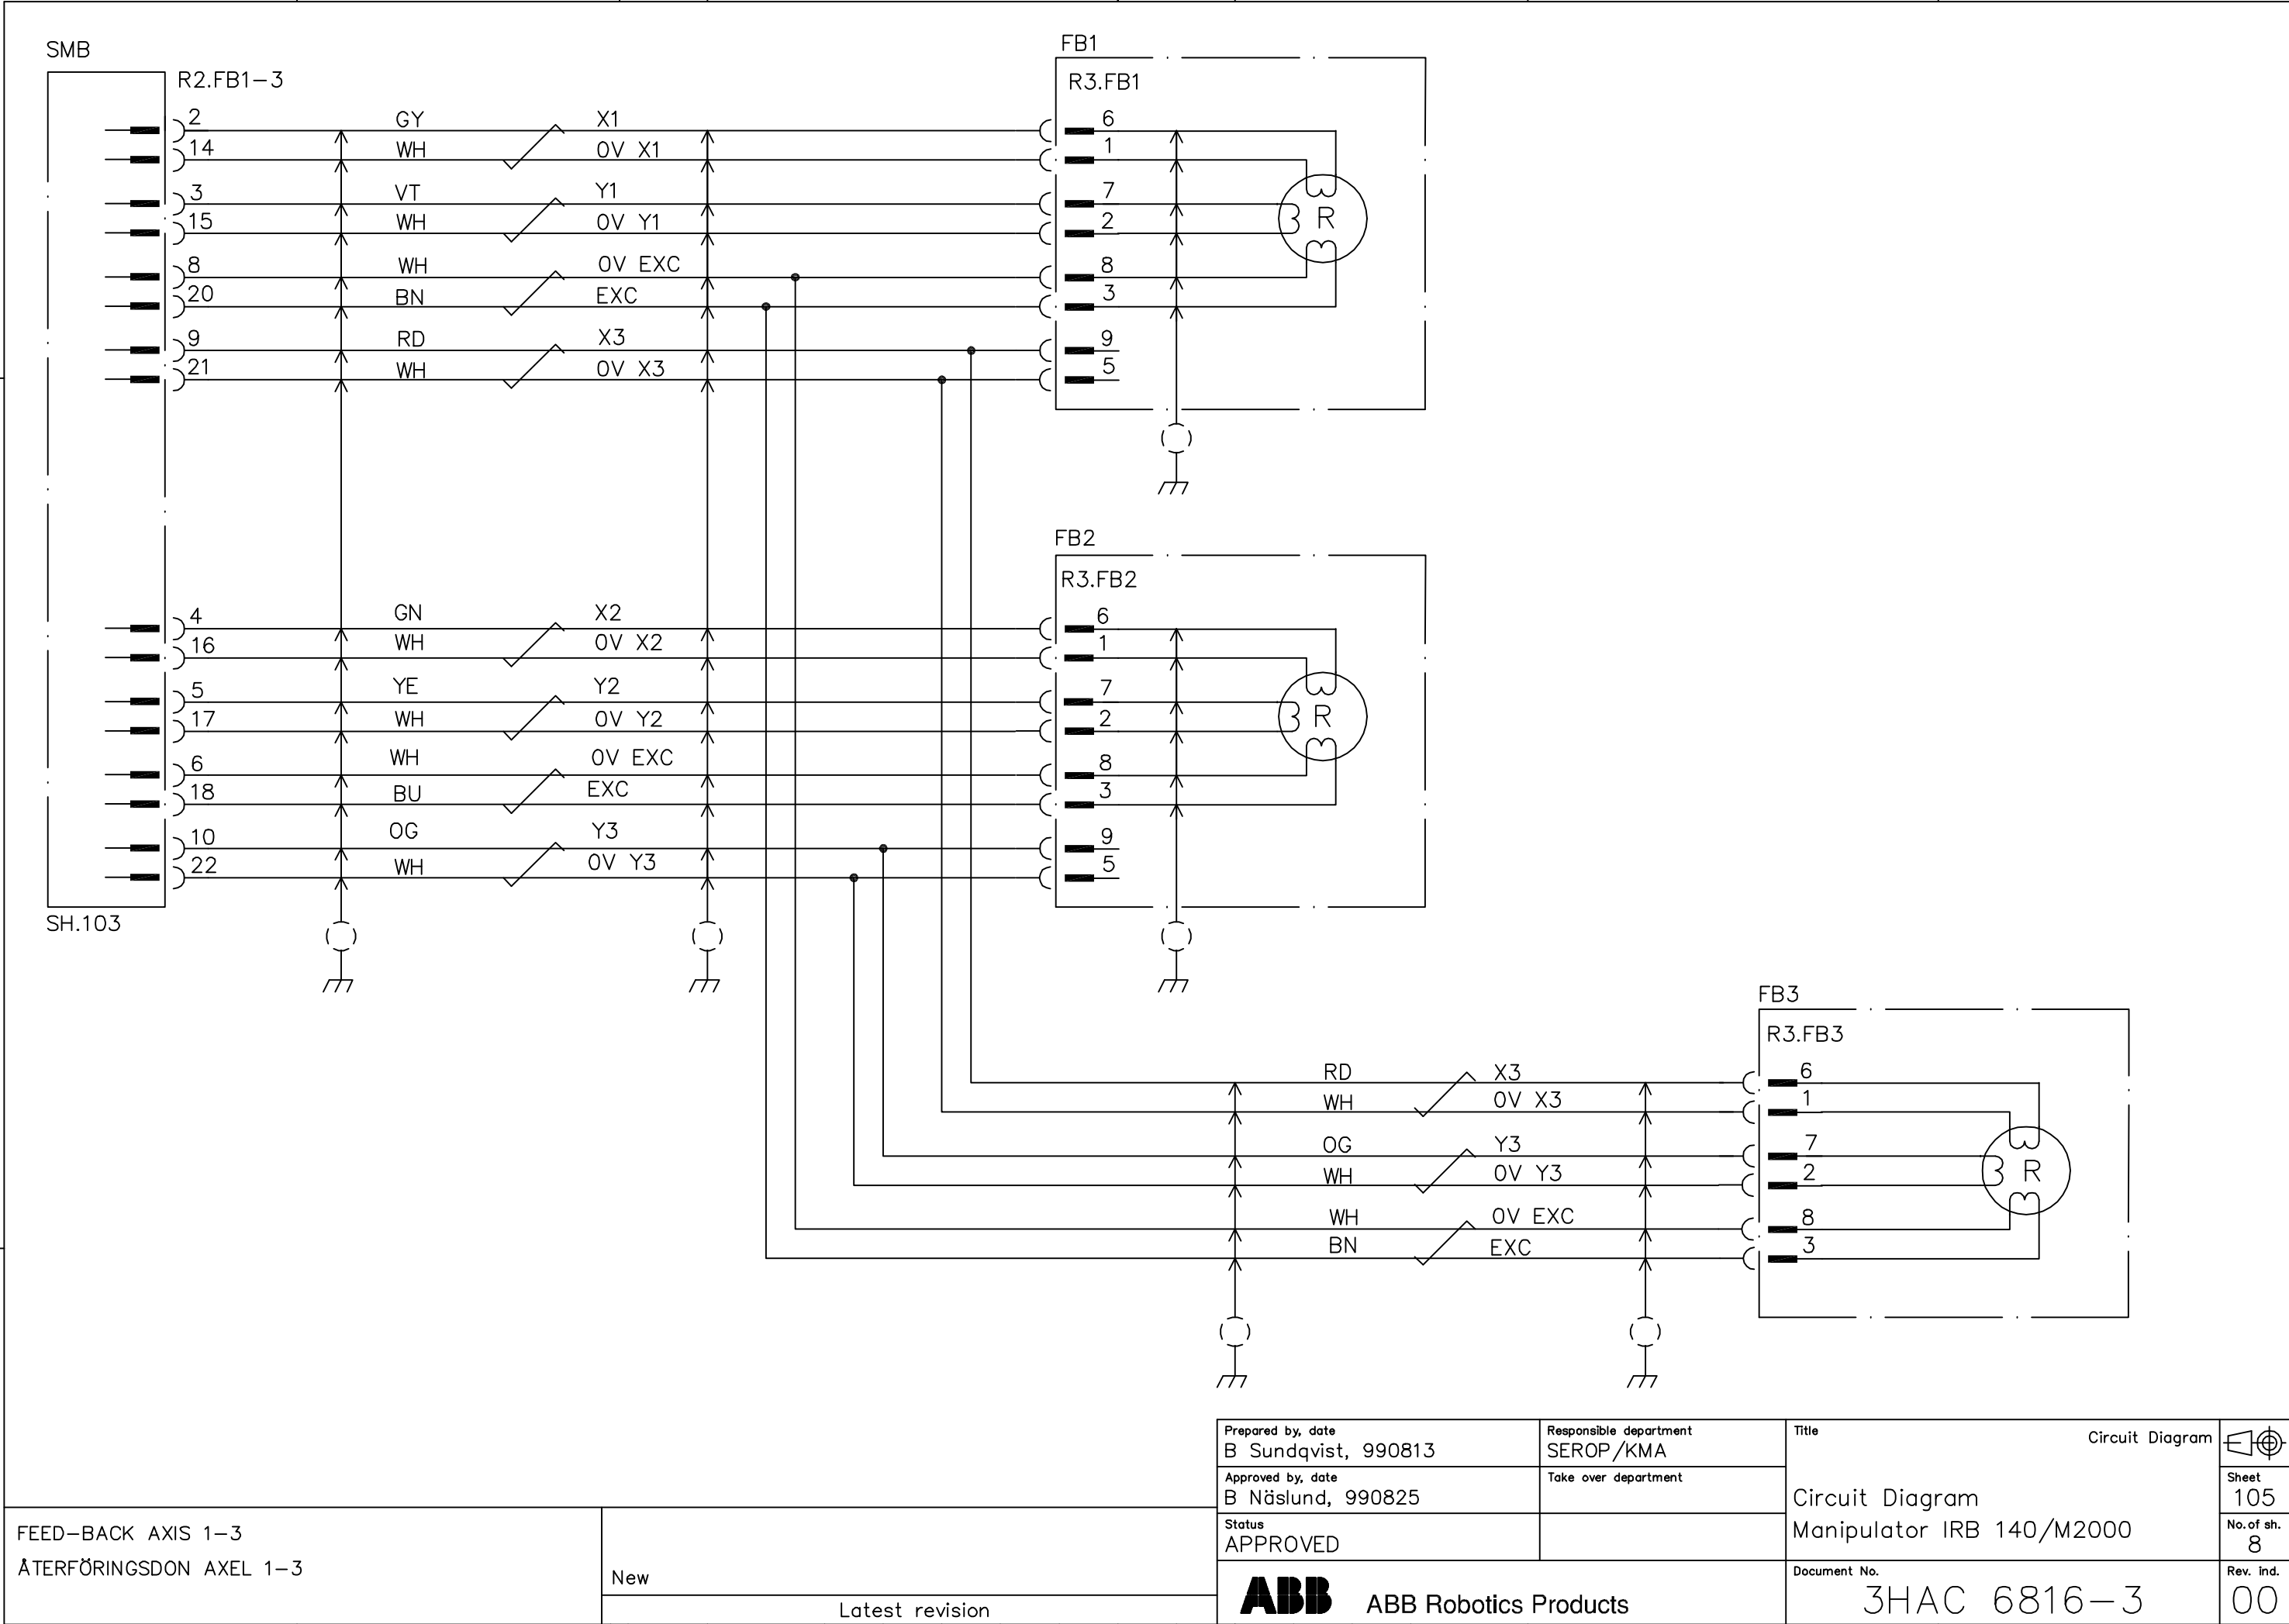 SMB
R2.FB1-3
FB1
R3.FB1
2 GY X1 6
14 WH 0V X1 1
3 VT Y1 7
15 WH 0V Y1 2
R
8 WH 0V EXC 8
20 BN EXC 3
9 RD X3 9
21 WH 0V X3 5
FB2
R3.FB2
4 GN X2 6
16 WH 0V X2 1
5 YE Y2 7
17 WH 0V Y2 2
R
6 WH 0V EXC 8
18 BU EXC 3
10 OG Y3 9
22 WH 0V Y3 5
SH.103
FB3
R3.FB3
RD X3 6
WH 0V X3 1
OG Y3 7
WH 0V Y3 2
R
WH 0V EXC 8
BN EXC 3
FEED-BACK AXIS 1-3
ÅTERFÖRINGSDON AXEL 1-3
New
Latest revision
Prepared by, date
B Sundqvist, 990813
Approved by, date
B Näslund, 990825
Status
APPROVED
Responsible department
SEROP/KMA
Take over department
ABB ABB Robotics Products
Title
Circuit Diagram
Circuit Diagram
Manipulator IRB 140/M2000
Document No.
3HAC 6816-3
Sheet
105
No. of sh.
8
Rev. ind.
00